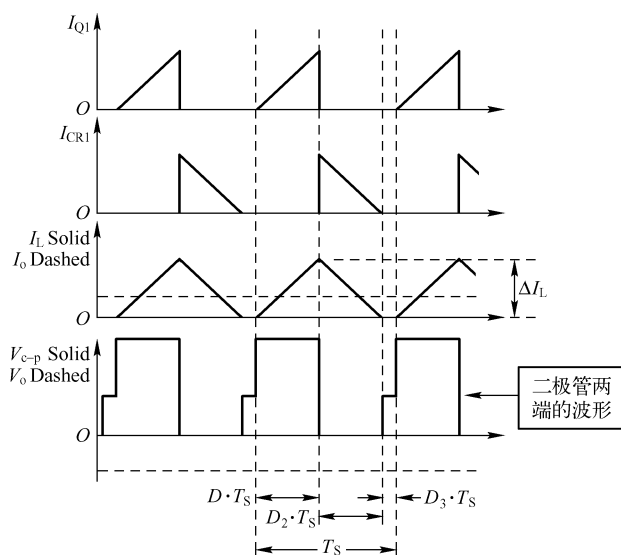 I_Q1
O
I_CR1
O
I_L Solid
I_o Dashed
ΔI_L
O
V_c-p Solid
V_o Dashed
二极管两
端的波形
O
D·T_S
D_3·T_S
D_2·T_S
T_S